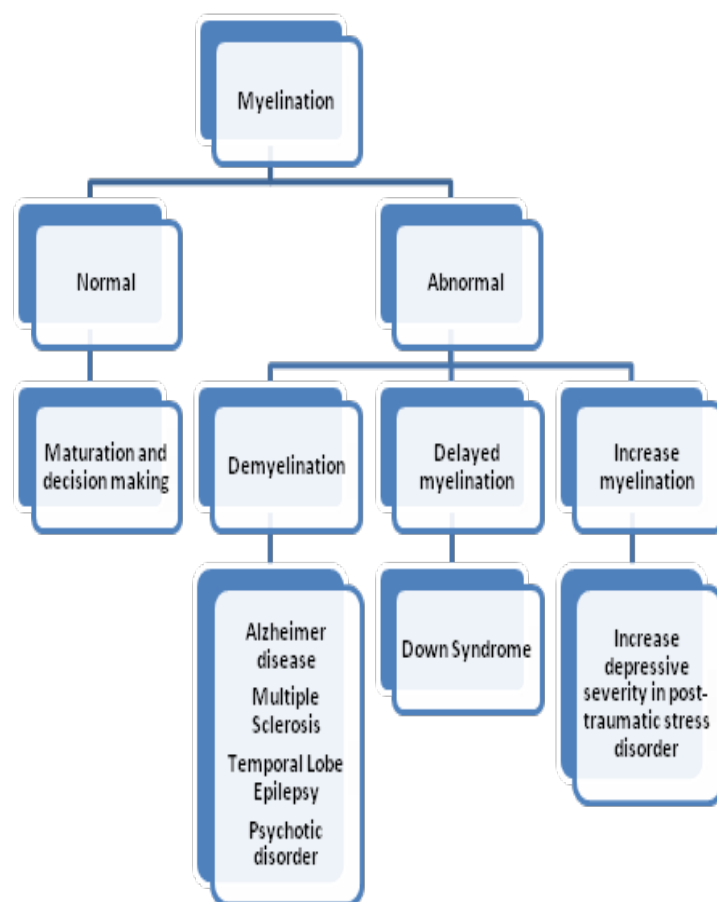 Myelination
Normal
Abnormal
Maturation and
decision making
Demyelination
Delayed
myelination
Increase
myelination
Alzheimer
disease
Multiple
Sclerosis
Temporal Lobe
Epilepsy
Psychotic
disorder
Down Syndrome
Increase
depressive
severity in post-
traumatic stress
disorder